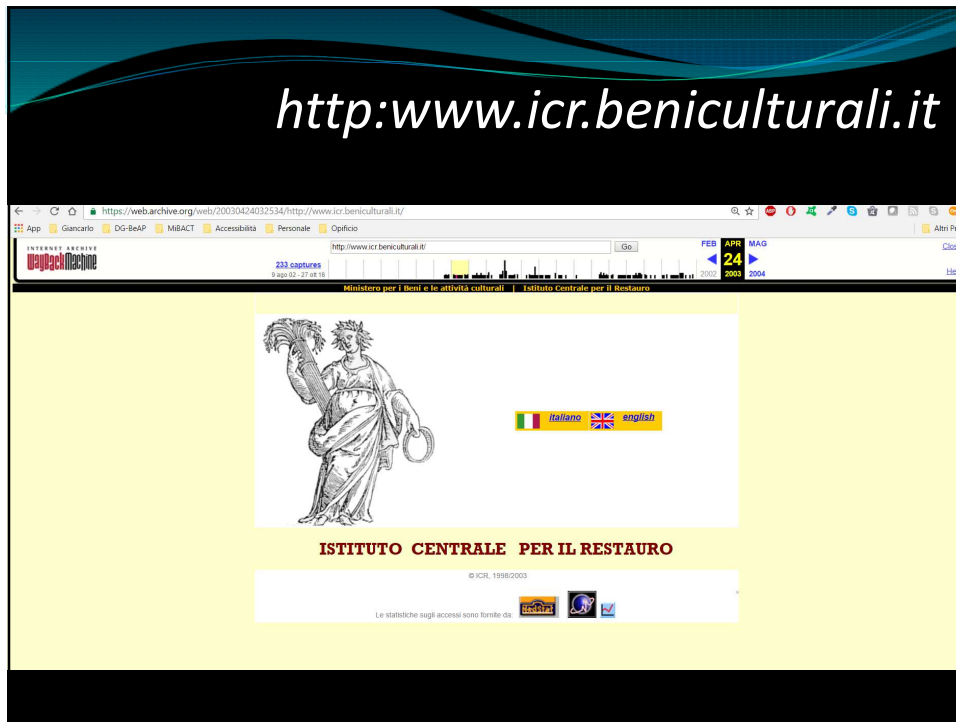 http:www.icr.beniculturali.it
https://web.archive.org/web/20030424032534/http://www.icr.beniculturali.it/
App Giancarlo DG-BeAP MiBACT Accessibilità Personale Opificio Altri Pr
INTERNET ARCHIVE
WayBackMachine
http://www.icr.beniculturali.it/ Go
FEB APR MAG
Clos
233 captures
24
9 ago 02 - 27 ott 16
2002 2003 2004
He
Ministero per i Beni e le attività culturali | Istituto Centrale per il Restauro
italiano english
ISTITUTO CENTRALE PER IL RESTAURO
© ICR, 1998/2003
Le statistiche sugli accessi sono fornite da: